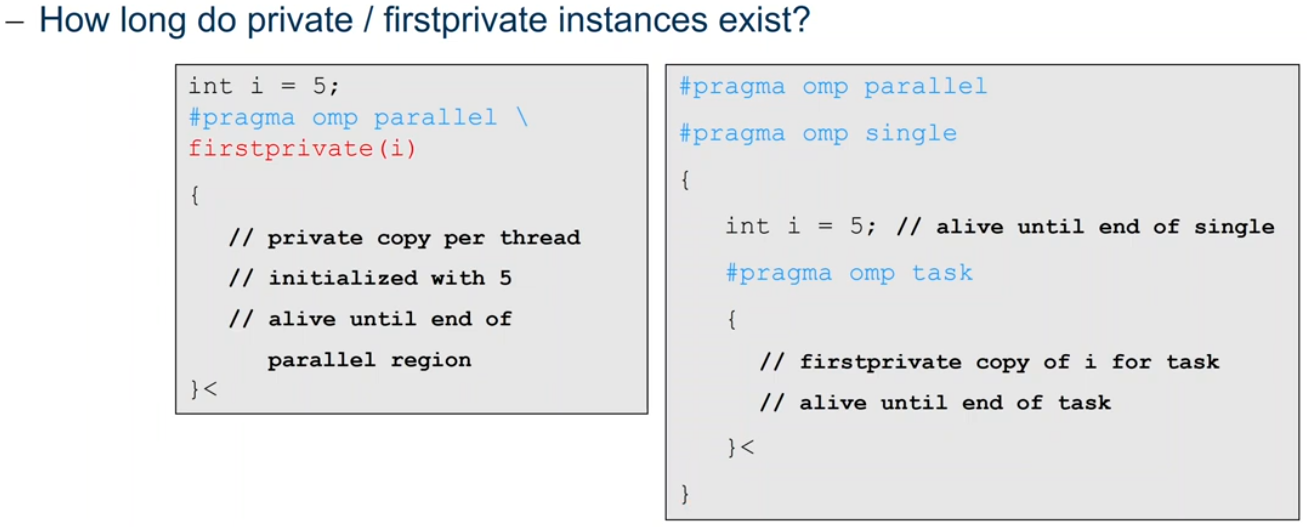 – How long do private / firstprivate instances exist?
int i = 5;
#pragma omp parallel \
firstprivate(i)
{
// private copy per thread
// initialized with 5
// alive until end of
parallel region
}<
#pragma omp parallel
#pragma omp single
{
int i = 5; // alive until end of single
#pragma omp task
{
// firstprivate copy of i for task
// alive until end of task
}<
}